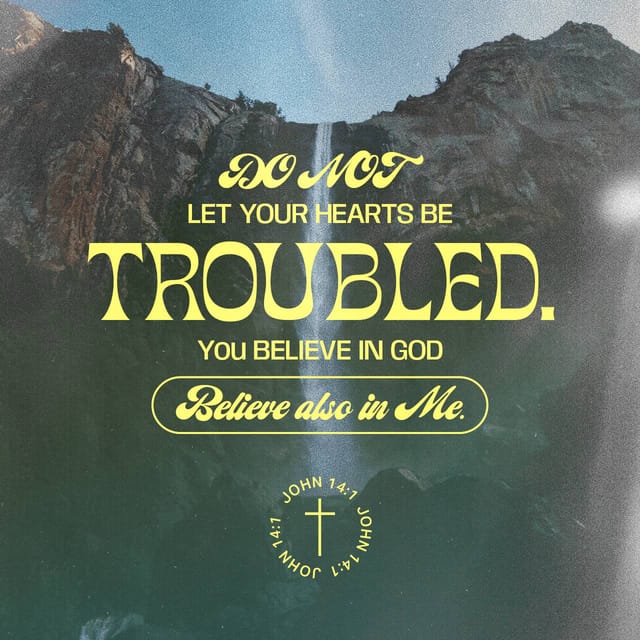 DO NOT
LET YOUR HEARTS BE
TROUBLED.
YOU BELIEVE IN GOD
Believe also in Me.
JOHN 14:1
JOHN 14:1
JOHN 14:1